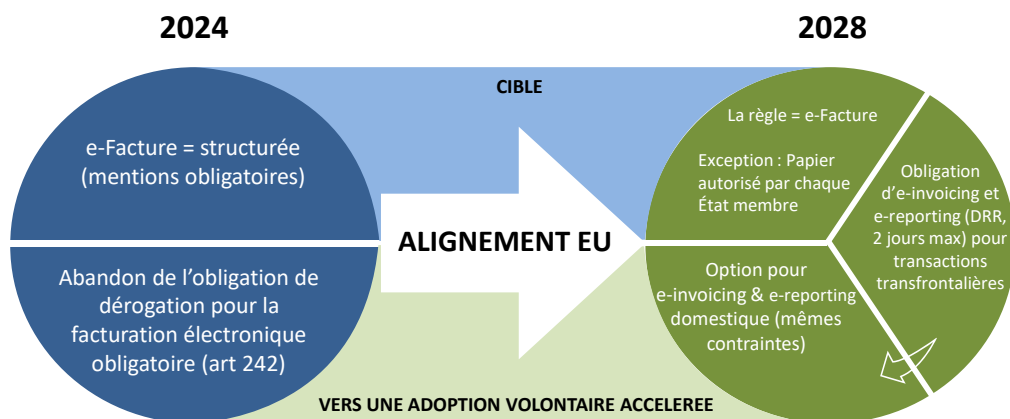 2024
2028
CIBLE
e-Facture = structurée
(mentions obligatoires)
Abandon de l'obligation de
dérogation pour la
facturation électronique
obligatoire (art 242)
ALIGNEMENT EU
La règle = e-Facture
Exception : Papier
autorisé par chaque
État membre
Obligation
d'e-invoicing et
e-reporting (DRR,
2 jours max) pour
transactions
transfrontalières
Option pour
e-invoicing & e-reporting
domestique (mêmes
contraintes)
VERS UNE ADOPTION VOLONTAIRE ACCELEREE